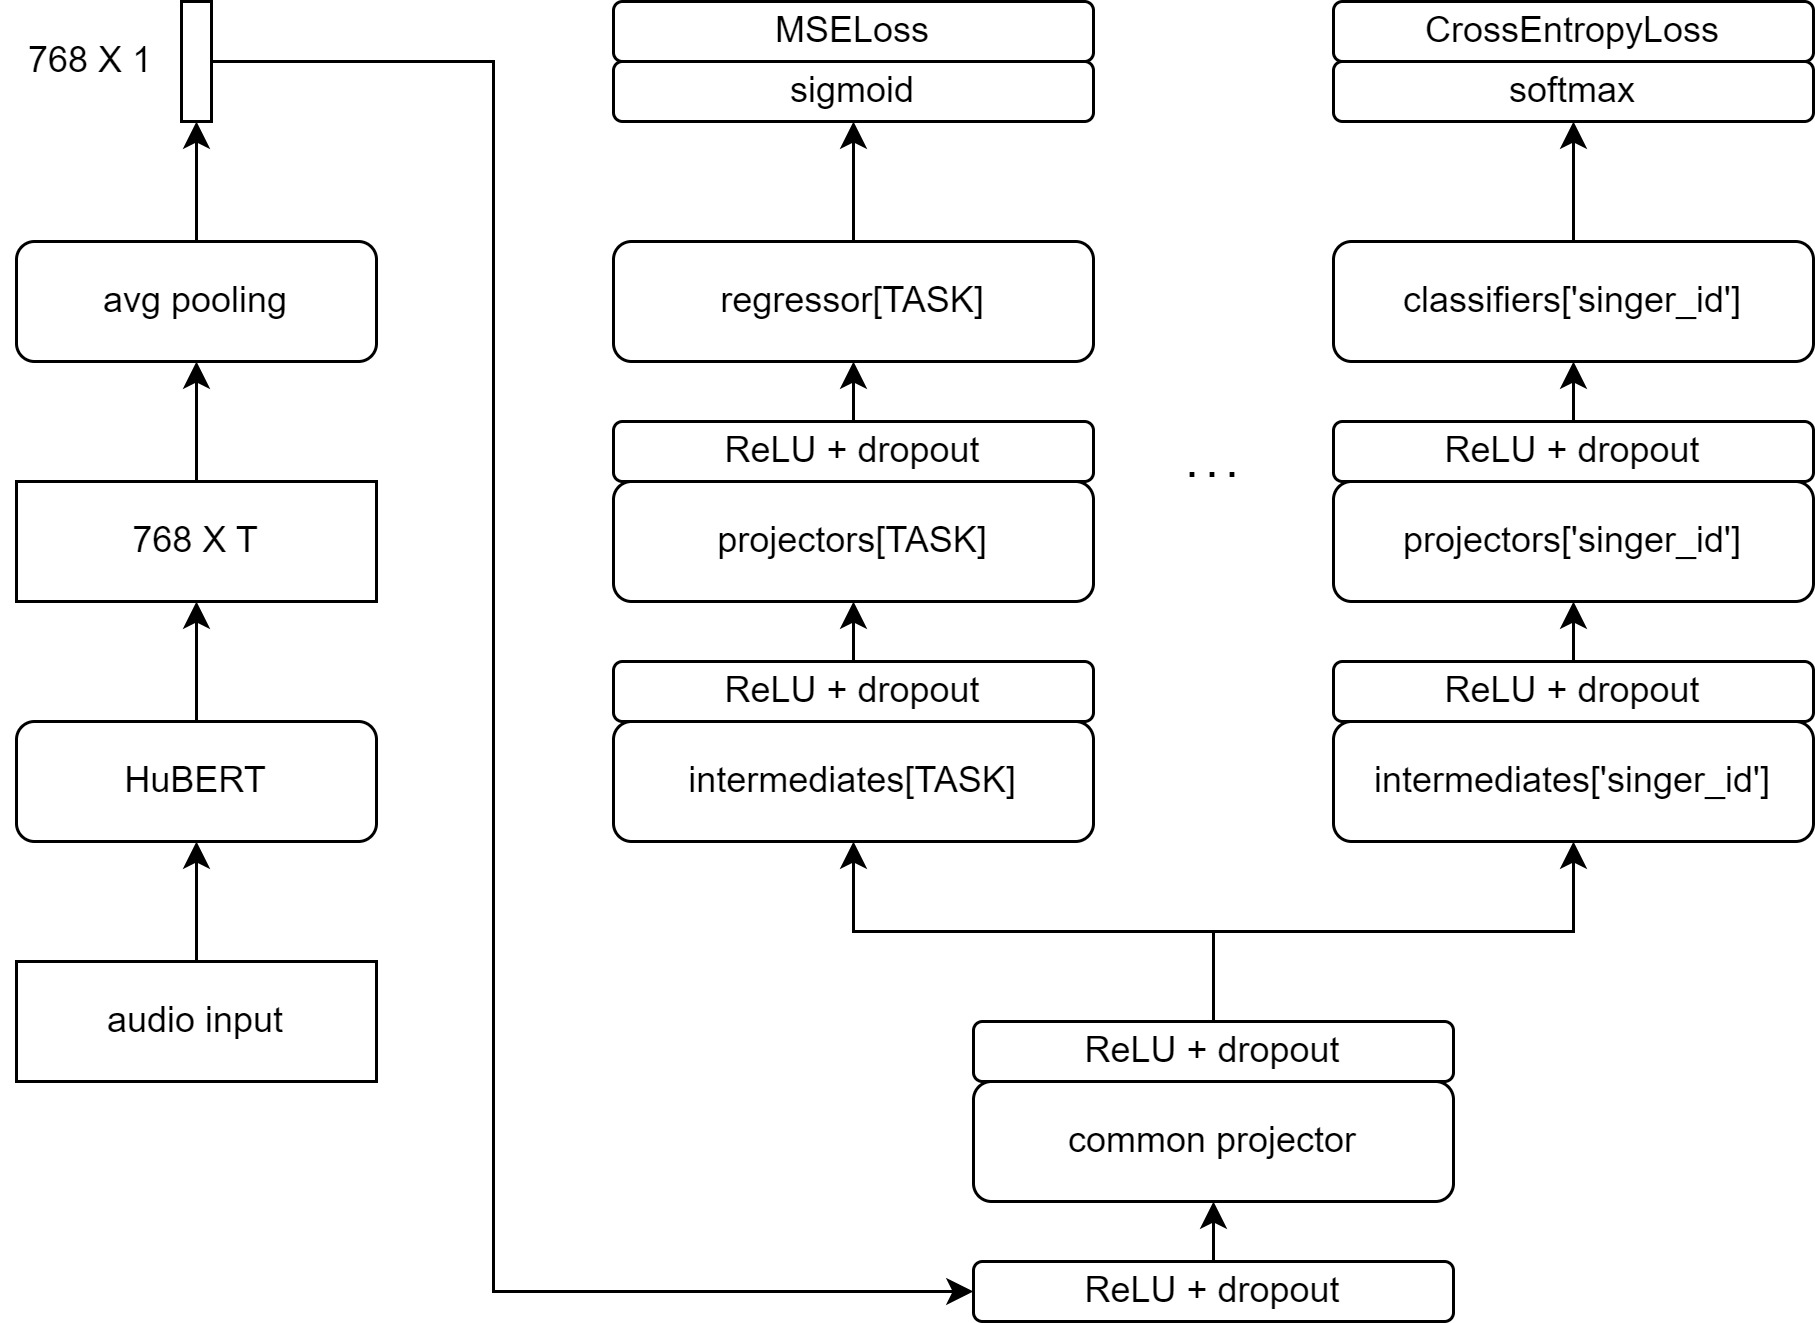 768 X 1
avg pooling
768 X T
HuBERT
audio input
MSELoss
sigmoid
regressor[TASK]
ReLU + dropout
projectors[TASK]
ReLU + dropout
intermediates[TASK]
. . .
CrossEntropyLoss
softmax
classifiers['singer_id']
ReLU + dropout
projectors['singer_id']
ReLU + dropout
intermediates['singer_id']
ReLU + dropout
common projector
ReLU + dropout